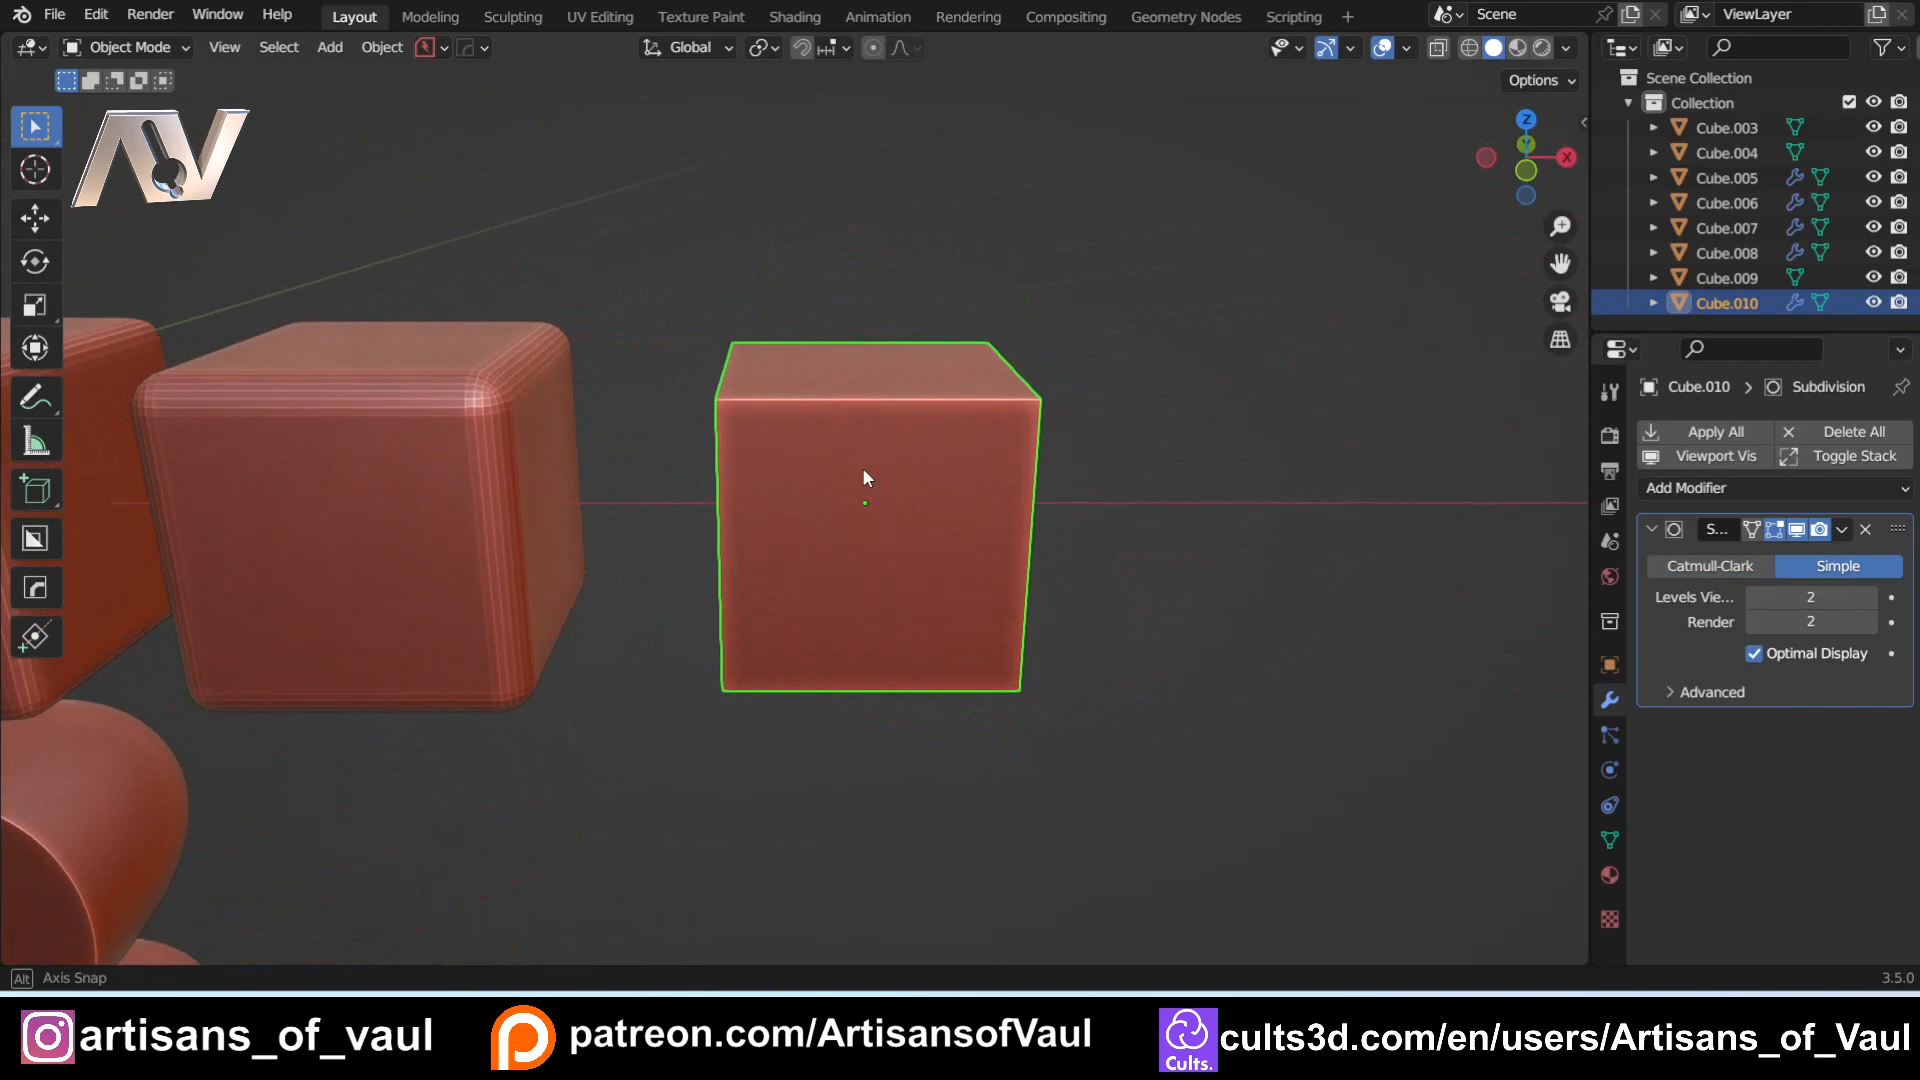 File Edit Render Window Help Layout Modeling Sculpting UV Editing Texture Paint Shading Animation Rendering Compositing Geometry Nodes Scripting + Scene ViewLayer
Object Mode View Select Add Object Global
Options
Scene Collection
Collection
Cube.003
Cube.004
Cube.005
Cube.006
Cube.007
Cube.008
Cube.009
Cube.010
Z
Y
X
AV
Cube.010 > Subdivision
Apply All Delete All
Viewport Vis Toggle Stack
Add Modifier
S...
Catmull-Clark Simple
Levels Vie... 2
Render 2
Optimal Display
Advanced
Alt Axis Snap 3.5.0
artisans_of_vaul patreon.com/ArtisansofVaul Cults. cults3d.com/en/users/Artisans_of_Vaul